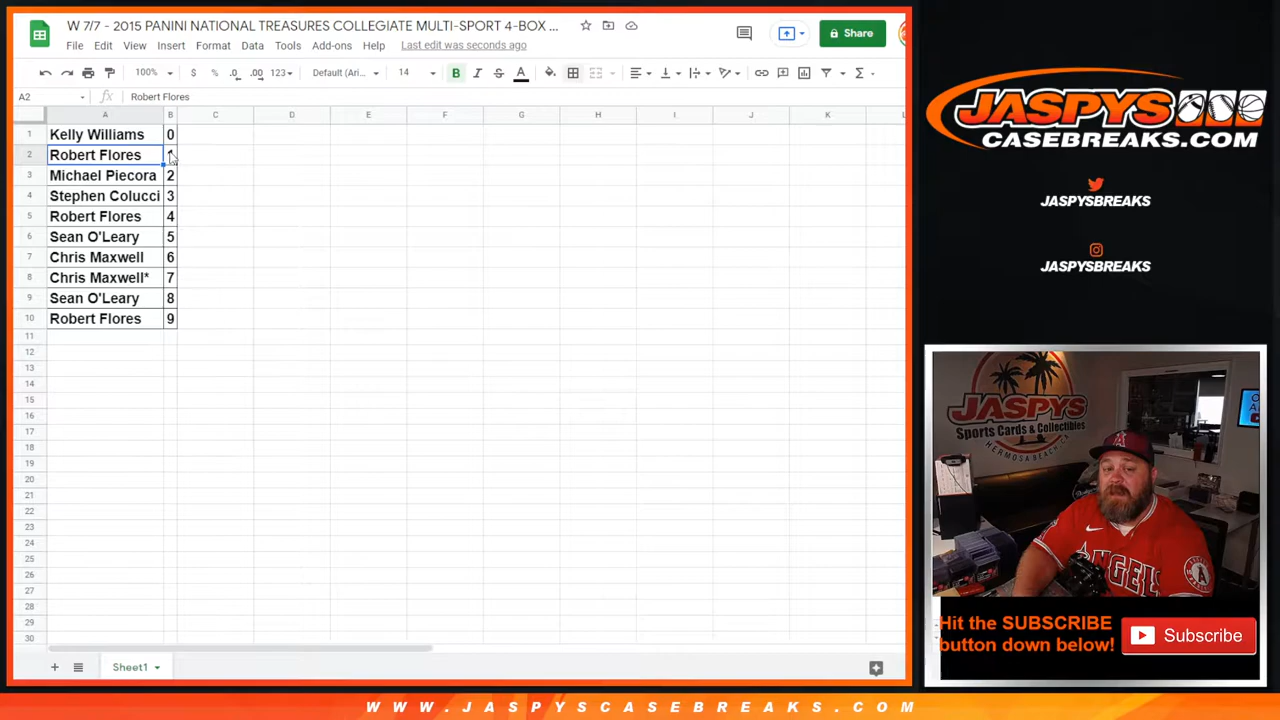 W 7/7 - 2015 PANINI NATIONAL TREASURES COLLEGIATE MULTI-SPORT 4-BOX ...
File Edit View Insert Format Data Tools Add-ons Help Last edit was seconds ago
Share
100% $ % .0 .00 123 Default (Ari... 14 B I S A
A2 fx Robert Flores
A B C D E F G H I J K L
1 Kelly Williams 0
2 Robert Flores
3 Michael Piecora 2
4 Stephen Colucci 3
5 Robert Flores 4
6 Sean O'Leary 5
7 Chris Maxwell 6
8 Chris Maxwell* 7
9 Sean O'Leary 8
10 Robert Flores 9
11
12
13
14
15
16
17
18
19
20
21
22
23
24
25
26
27
28
29
30
Sheet1
JASPYS
CASEBREAKS.COM
JASPYSBREAKS
JASPYSBREAKS
JASPYS
Sports Cards & Collectibles
HERMOSA BEACH, CA
A
ANGELS
Hit the SUBSCRIBE
button down below!
Subscribe
WWW.JASPYSCASEBREAKS.COM